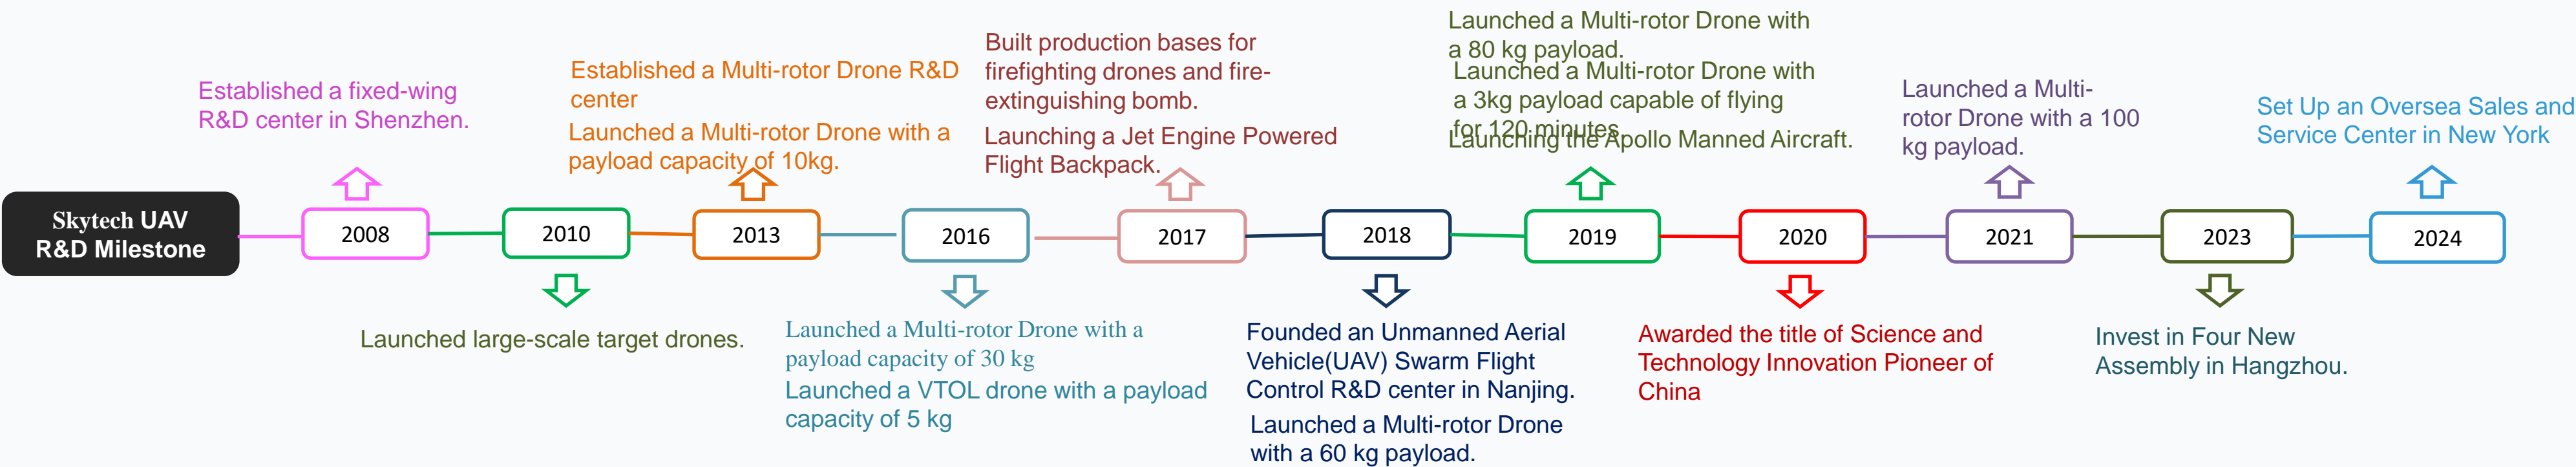 Skytech UAV
R&D Milestone
2008
Established a fixed-wing
R&D center in Shenzhen.
2010
Launched large-scale target drones.
2013
Established a Multi-rotor Drone R&D
center
Launched a Multi-rotor Drone with a
payload capacity of 10kg.
2016
Launched a Multi-rotor Drone with a
payload capacity of 30 kg
Launched a VTOL drone with a payload
capacity of 5 kg
2017
Built production bases for
firefighting drones and fire-
extinguishing bomb.
Launching a Jet Engine Powered
Flight Backpack.
2018
Founded an Unmanned Aerial
Vehicle(UAV) Swarm Flight
Control R&D center in Nanjing.
Launched a Multi-rotor Drone
with a 60 kg payload.
2019
Launched a Multi-rotor Drone with
a 80 kg payload.
Launched a Multi-rotor Drone with
a 3kg payload capable of flying
for 120 minutes.
Launching the Apollo Manned Aircraft.
2020
Awarded the title of Science and
Technology Innovation Pioneer of
China
2021
Launched a Multi-
rotor Drone with a 100
kg payload.
2023
Invest in Four New
Assembly in Hangzhou.
2024
Set Up an Oversea Sales and
Service Center in New York